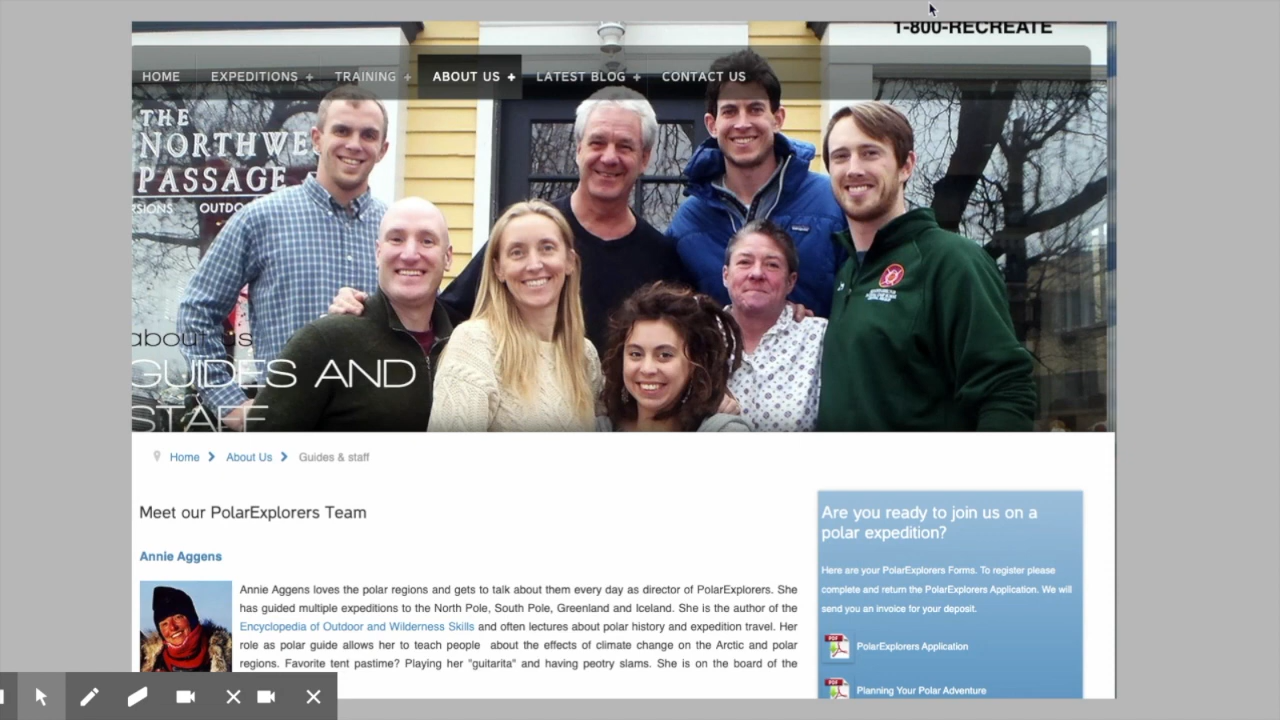 1-800-RECREATE
HOME EXPEDITIONS + TRAINING + ABOUT US + LATEST BLOG + CONTACT US
THE
NORTHWE
PASSAGE
OUTDO
about us
GUIDES AND
STAFF
Home > About Us > Guides & staff
Meet our PolarExplorers Team
Annie Aggens
Annie Aggens loves the polar regions and gets to talk about them every day as director of PolarExplorers. She
has guided multiple expeditions to the North Pole, South Pole, Greenland and Iceland. She is the author of the
Encyclopedia of Outdoor and Wilderness Skills and often lectures about polar history and expedition travel. Her
role as polar guide allows her to teach people about the effects of climate change on the Arctic and polar
regions. Favorite tent pastime? Playing her "guitarita" and having peotry slams. She is on the board of the
Are you ready to join us on a
polar expedition?
Here are your PolarExplorers Forms. To register please
complete and return the PolarExplorers Application. We will
send you an invoice for your deposit.
PDF
PolarExplorers Application
PDF
Planning Your Polar Adventure